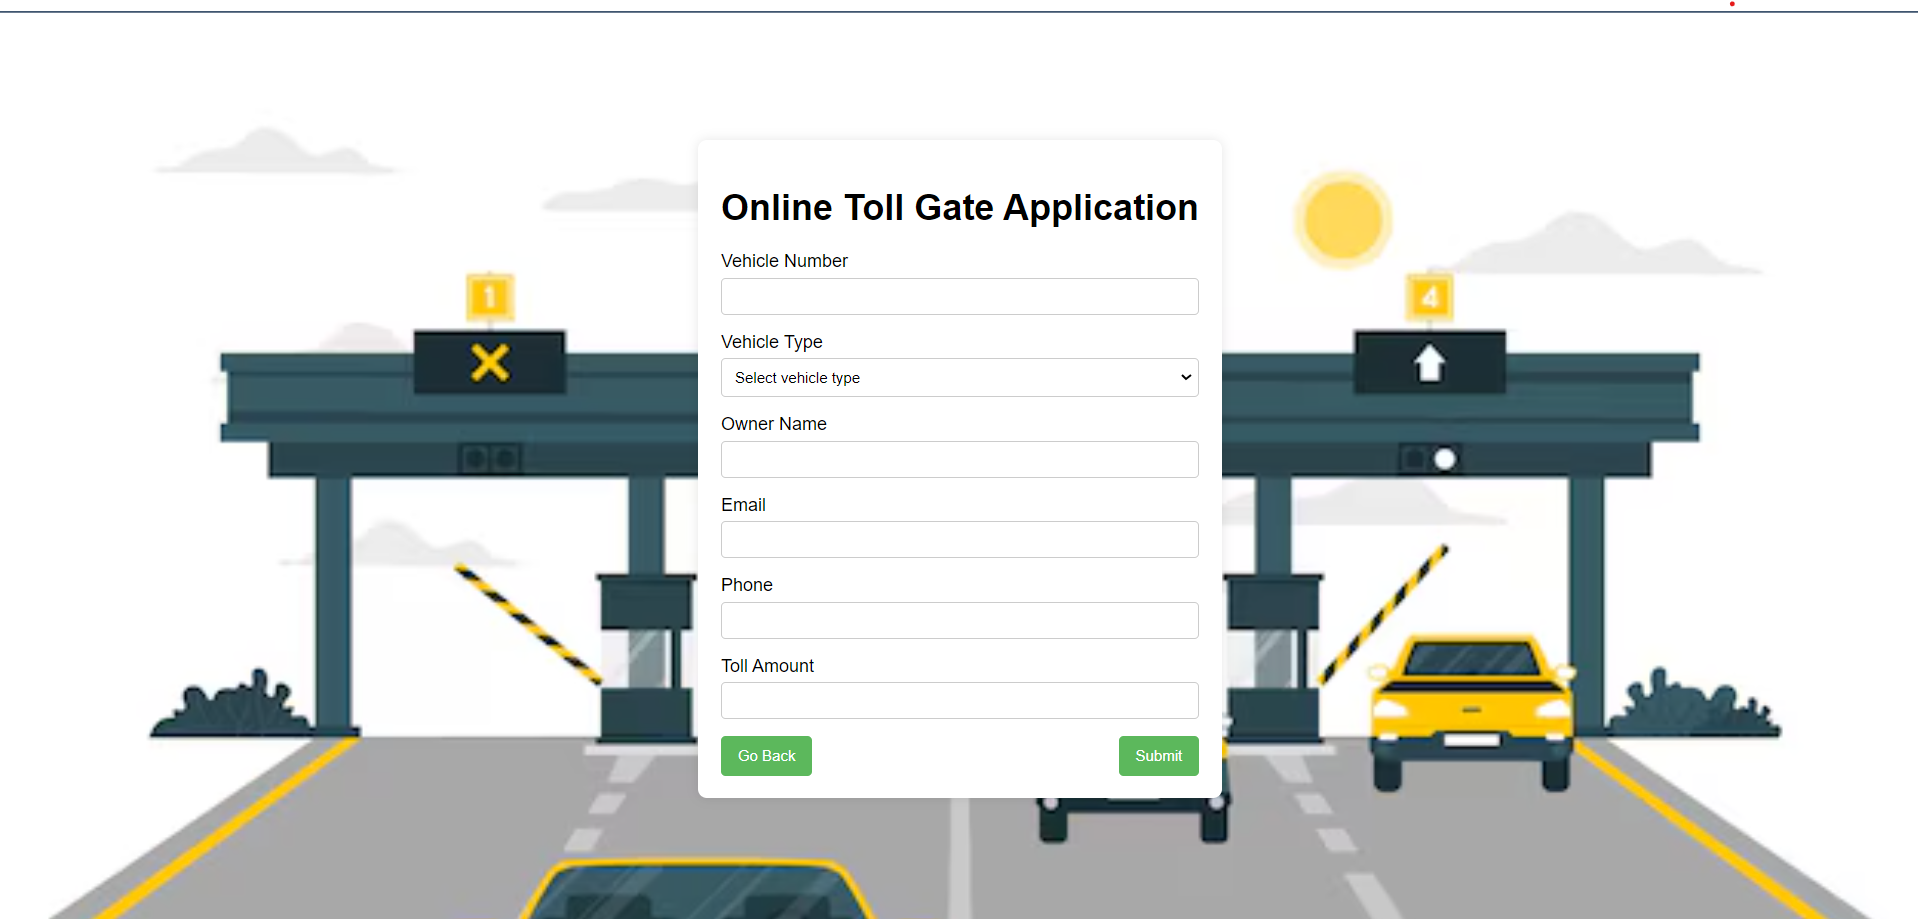 Online Toll Gate Application
1
4
Vehicle Number
Vehicle Type
Select vehicle type
Owner Name
Email
Phone
Toll Amount
Go Back
Submit